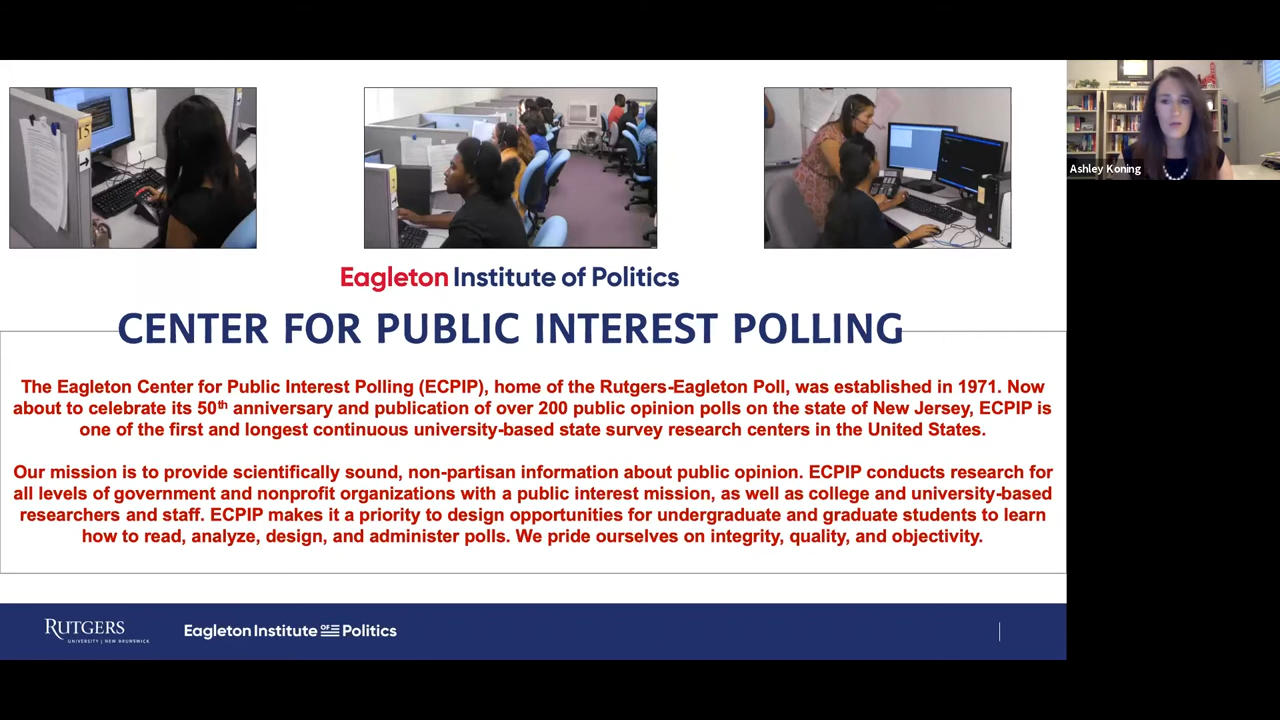 15
Ashley Koning
Eagleton Institute of Politics
CENTER FOR PUBLIC INTEREST POLLING
The Eagleton Center for Public Interest Polling (ECPIP), home of the Rutgers-Eagleton Poll, was established in 1971. Now
about to celebrate its 50th anniversary and publication of over 200 public opinion polls on the state of New Jersey, ECPIP is
one of the first and longest continuous university-based state survey research centers in the United States.
Our mission is to provide scientifically sound, non-partisan information about public opinion. ECPIP conducts research for
all levels of government and nonprofit organizations with a public interest mission, as well as college and university-based
researchers and staff. ECPIP makes it a priority to design opportunities for undergraduate and graduate students to learn
how to read, analyze, design, and administer polls. We pride ourselves on integrity, quality, and objectivity.
RUTGERS
UNIVERSITY | NEW BRUNSWICK
Eagleton Institute OF Politics